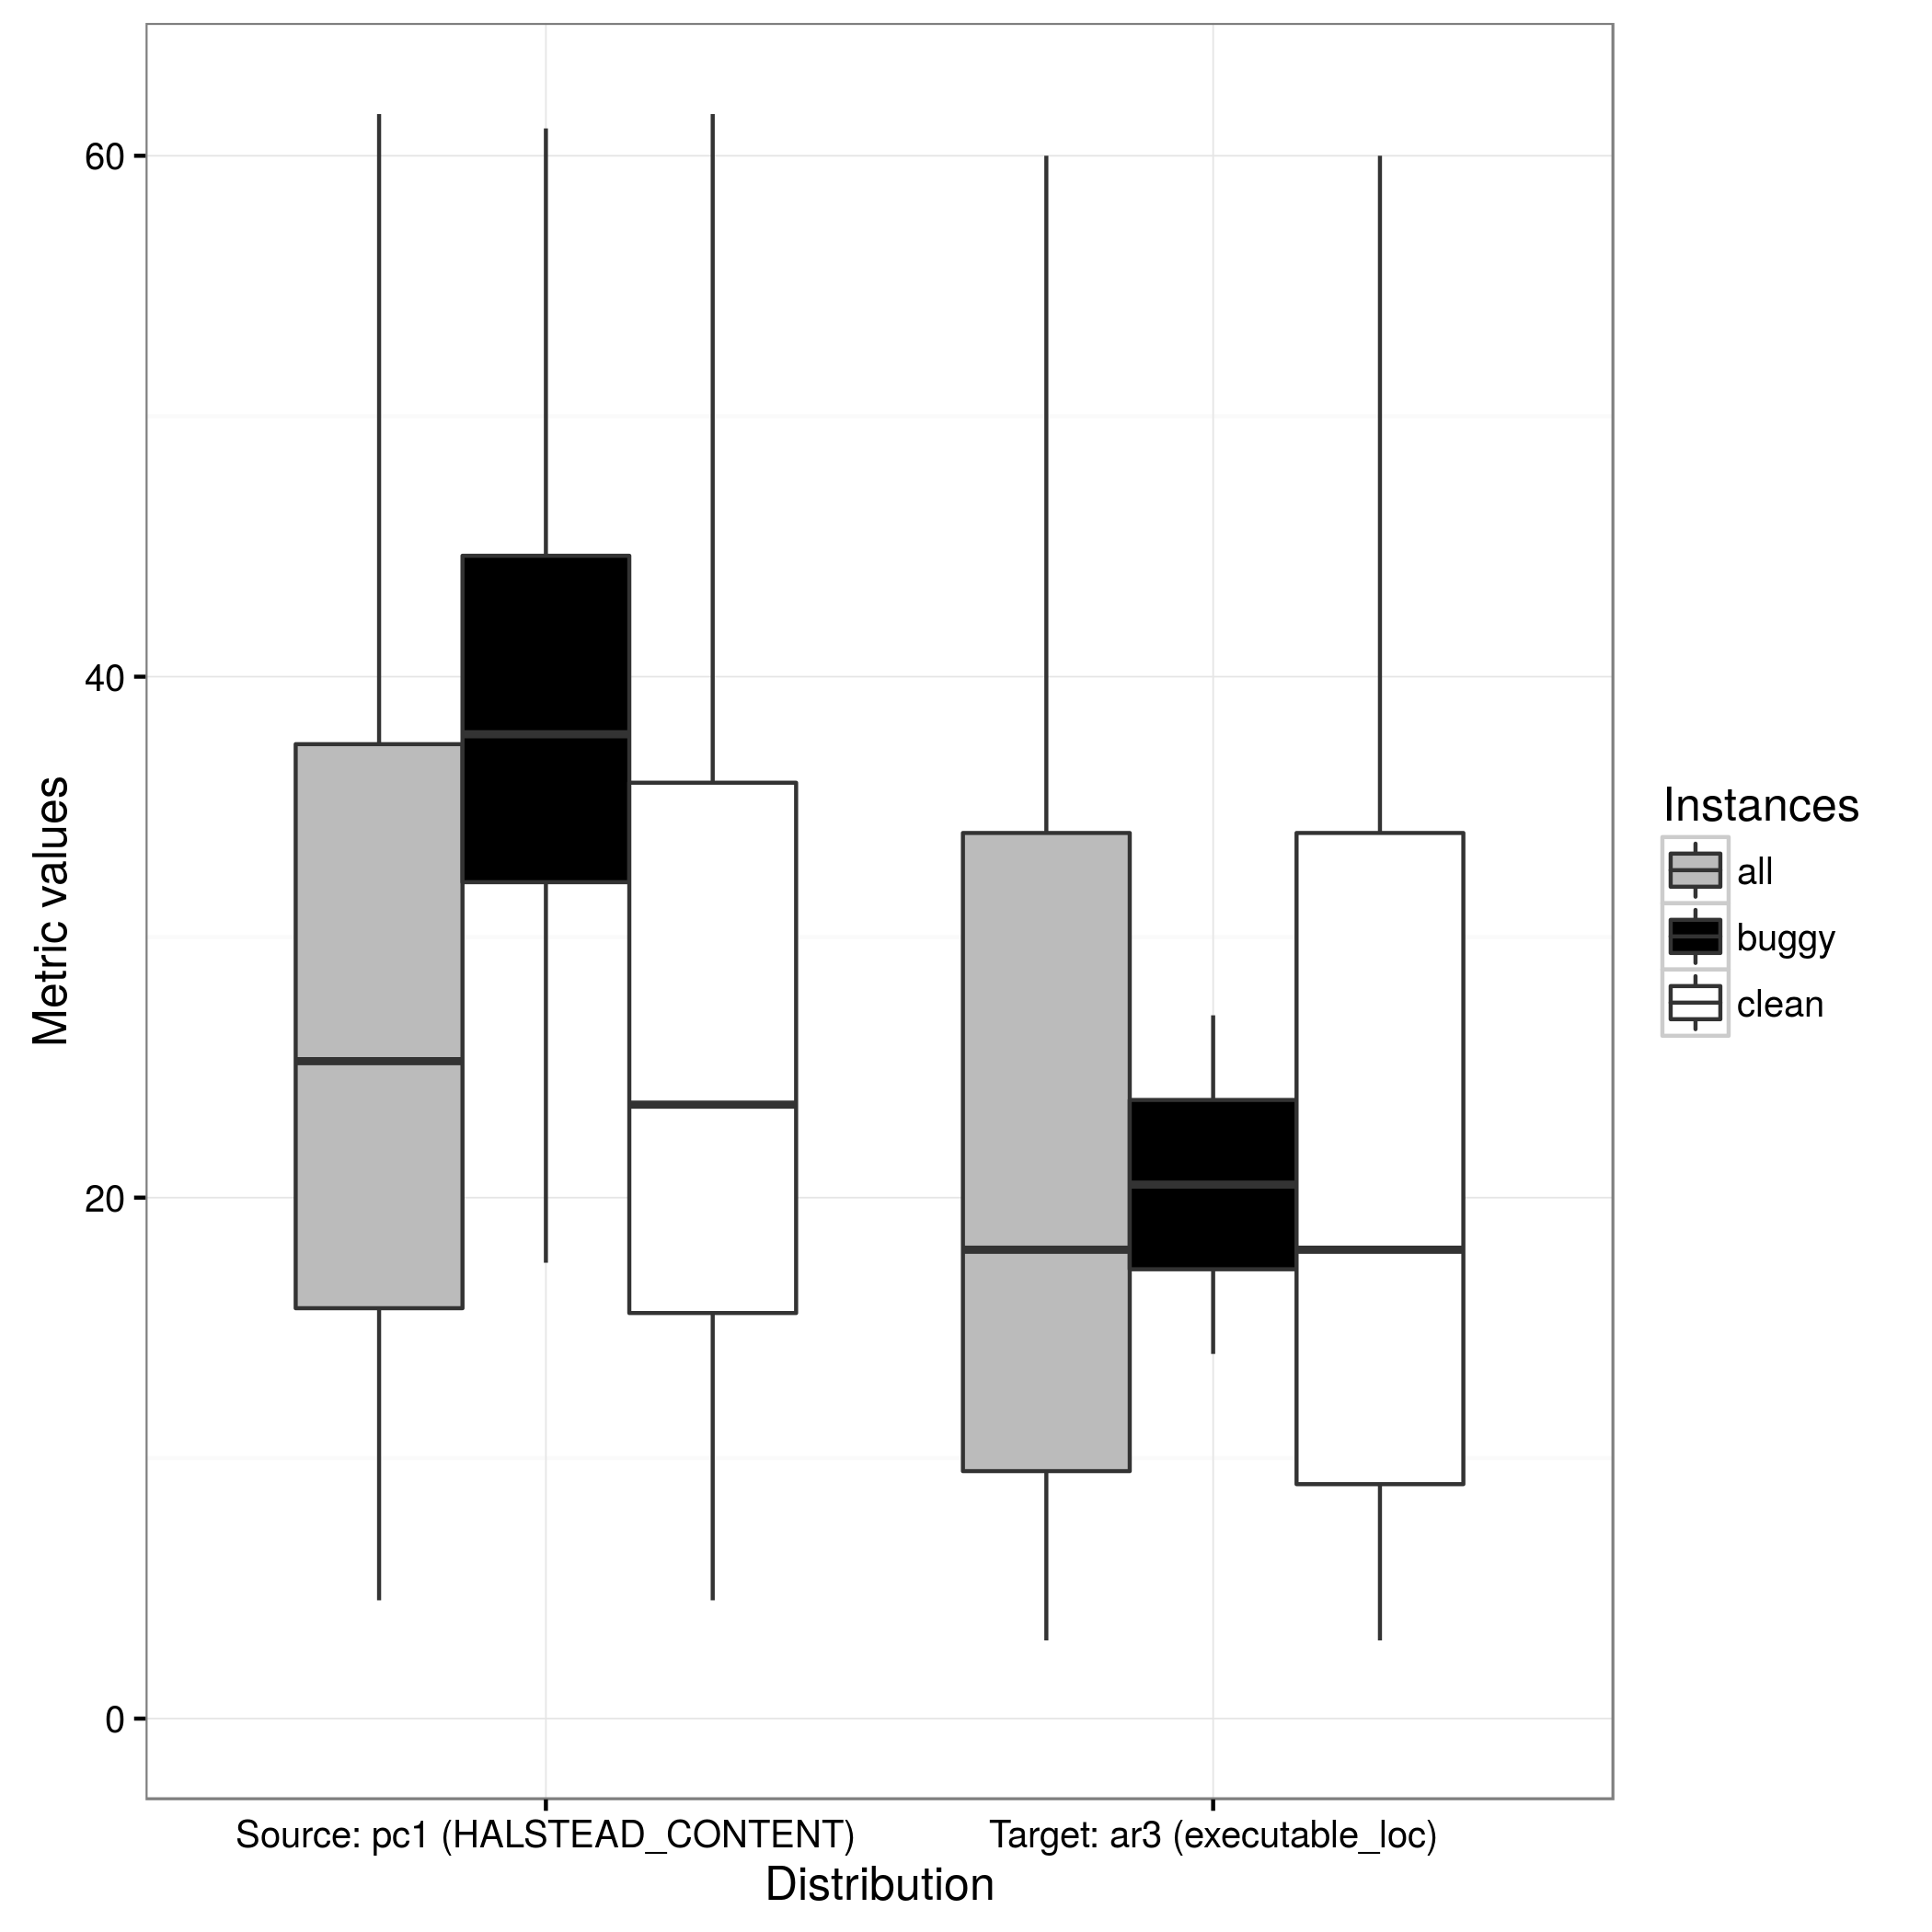 Metric values
60
40
20
0
Source: pc1 (HALSTEAD_CONTENT)
Target: ar3 (executable_loc)
Distribution
Instances
all
buggy
clean